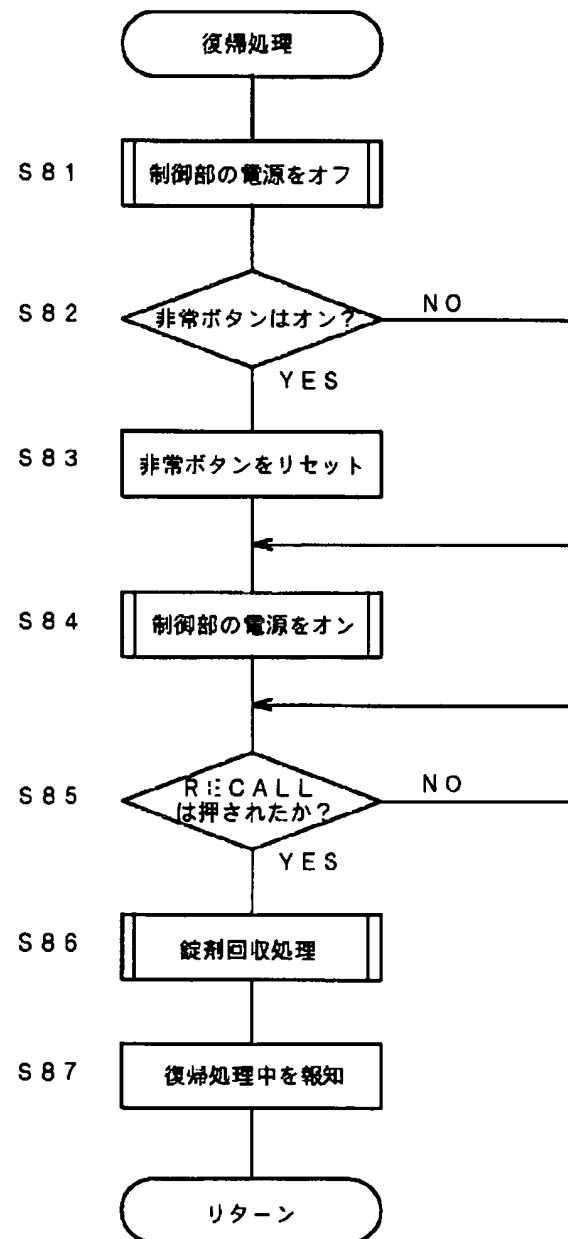 復帰処理
S81
制御部の電源をオフ
S82
非常ボタンはオン?
NO
YES
S83
非常ボタンをリセット
S84
制御部の電源をオン
S85
RECALL
は押されたか?
NO
YES
S86
錠剤回収処理
S87
復帰処理中を報知
リターン